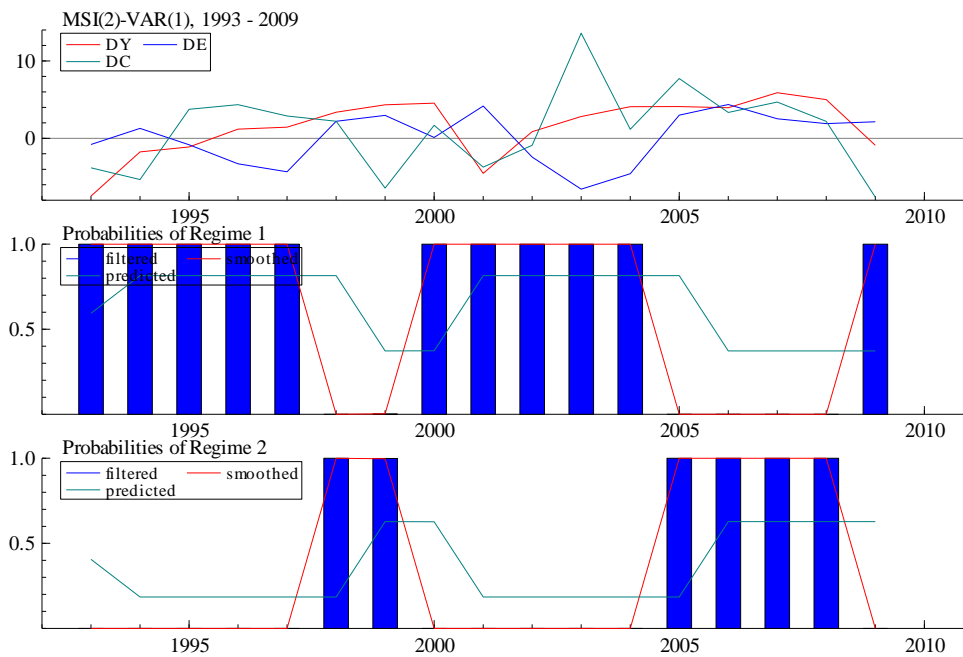 MSI(2)-VAR(1), 1993 - 2009
DY DE
DC
10
0
1995 2000 2005 2010
Probabilities of Regime 1
filtered smoothed
predicted
1.0
0.5
1995 2000 2005 2010
Probabilities of Regime 2
filtered smoothed
predicted
1.0
0.5
1995 2000 2005 2010